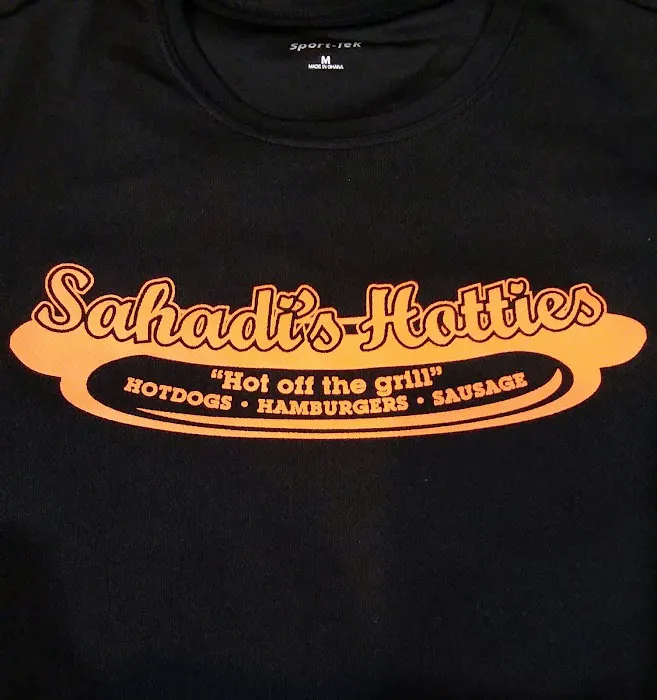 Sport-Tek
M
MADE IN GHANA
Sahadi's Hotties
"Hot off the grill"
HOTDOGS • HAMBURGERS • SAUSAGE